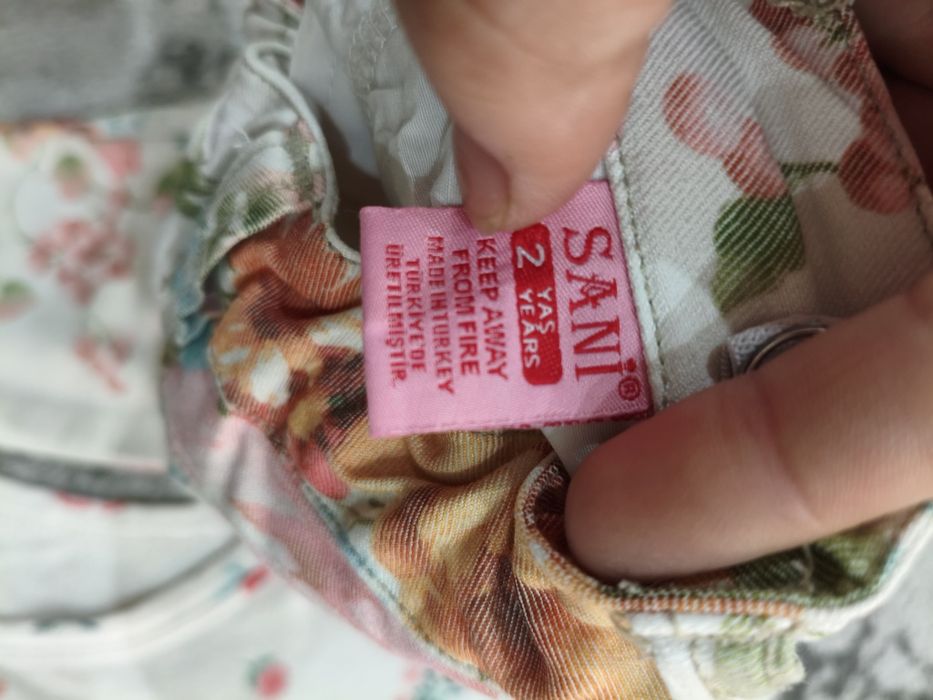 SANİ®
2 YAŞ
YEARS
KEEP AWAY
FROM FIRE
MADE IN TURKEY
TÜRKİYE'DE
ÜRETİLMİŞTİR.